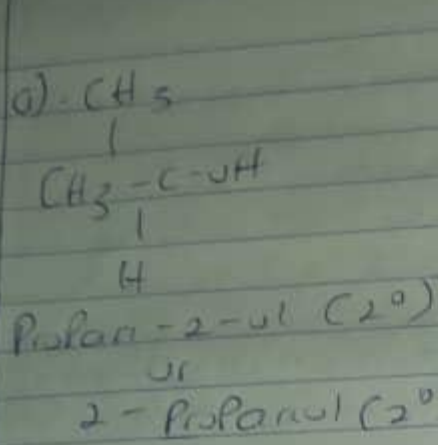 a). CH3
|
CH3-C-OH
|
H
Propan-2-ol (2°)
or
2-Propanol (2°